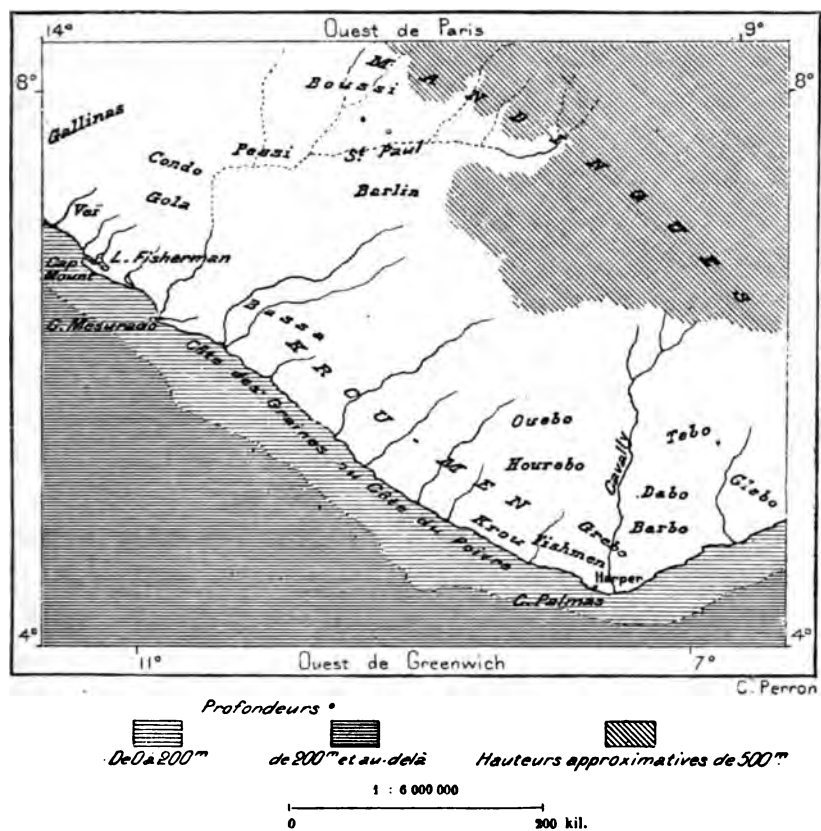 14° Ouest de Paris 9°
8° 8°
MANDINGUES
Boussi
Gallinas
Pessi St Paul
Condo
Barlin
Gola
Veï
L. Fisherman
Cap Mount
Bassa
C. Mesurado
KROU-MEN
Côte des Graines ou Côte du Poivre
Ouebo
Tebo
Cavally
Hourebo
Glebo
Dabo
Grebo
Barbo
Krou Fishmen
Harper
C. Palmas
4° 4°
11° Ouest de Greenwich 7°
C. Perron
Profondeurs
De 0 à 200m de 200m et au-delà Hauteurs approximatives de 500m
1 : 6 000 000
0 200 kil.